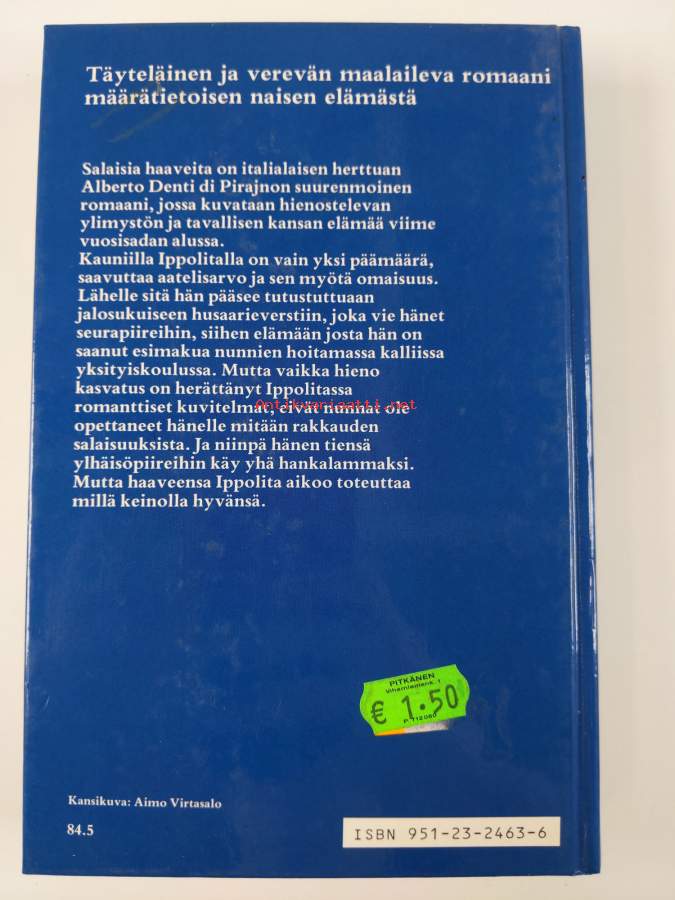 Täyteläinen ja verevän maalaileva romaani
määrätietoisen naisen elämästä
Salaisia haaveita on italialaisen herttuan
Alberto Denti di Pirajnon suurenmoinen
romaani, jossa kuvataan hienostelevan
ylimystön ja tavallisen kansan elämää viime
vuosisadan alussa.
Kauniilla Ippolitalla on vain yksi päämäärä,
saavuttaa aatelisarvo ja sen myötä omaisuus.
Lähelle sitä hän pääsee tutustuttuaan
jalosukuiseen husaarieverstiin, joka vie hänet
seurapiireihin, siihen elämään josta hän on
saanut esimakua nunnien hoitamassa kalliissa
yksityiskoulussa. Mutta vaikka hieno
kasvatus on herättänyt Ippolitassa
romanttiset kuvitelmat, eivät nunnat ole
opettaneet hänelle mitään rakkauden
salaisuuksista. Ja niinpä hänen tiensä
ylhäisöpiireihin käy yhä hankalammaksi.
Mutta haaveensa Ippolita aikoo toteuttaa
millä keinolla hyvänsä.
Antikvariaatti.net
PITKÄNEN
€ 1.50
P. 712 060
Kansikuva: Aimo Virtasalo
84.5
ISBN 951-23-2463-6